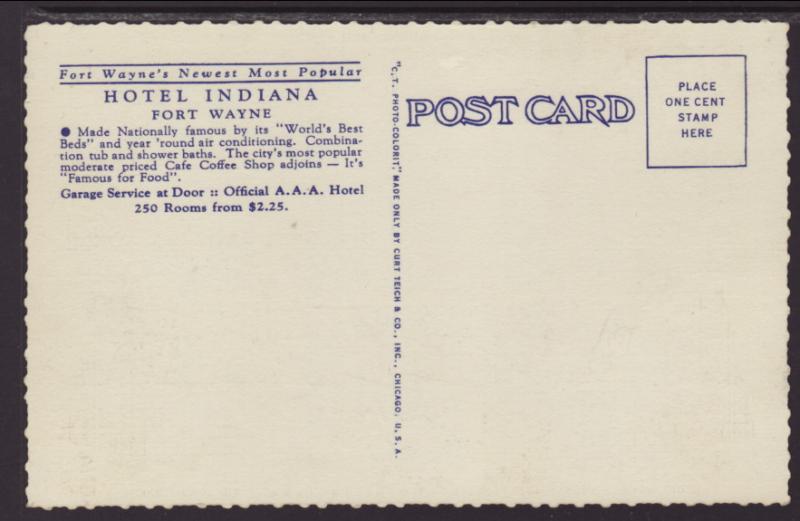 Fort Wayne's Newest Most Popular
HOTEL INDIANA
FORT WAYNE
● Made Nationally famous by its "World's Best
Beds" and year 'round air conditioning. Combina-
tion tub and shower baths. The city's most popular
moderate priced Cafe Coffee Shop adjoins — It's
"Famous for Food".
Garage Service at Door :: Official A.A.A. Hotel
250 Rooms from $2.25.
"C.T. PHOTO-COLORIT," MADE ONLY BY CURT TEICH & CO., INC., CHICAGO, U.S.A.
POST CARD
PLACE
ONE CENT
STAMP
HERE